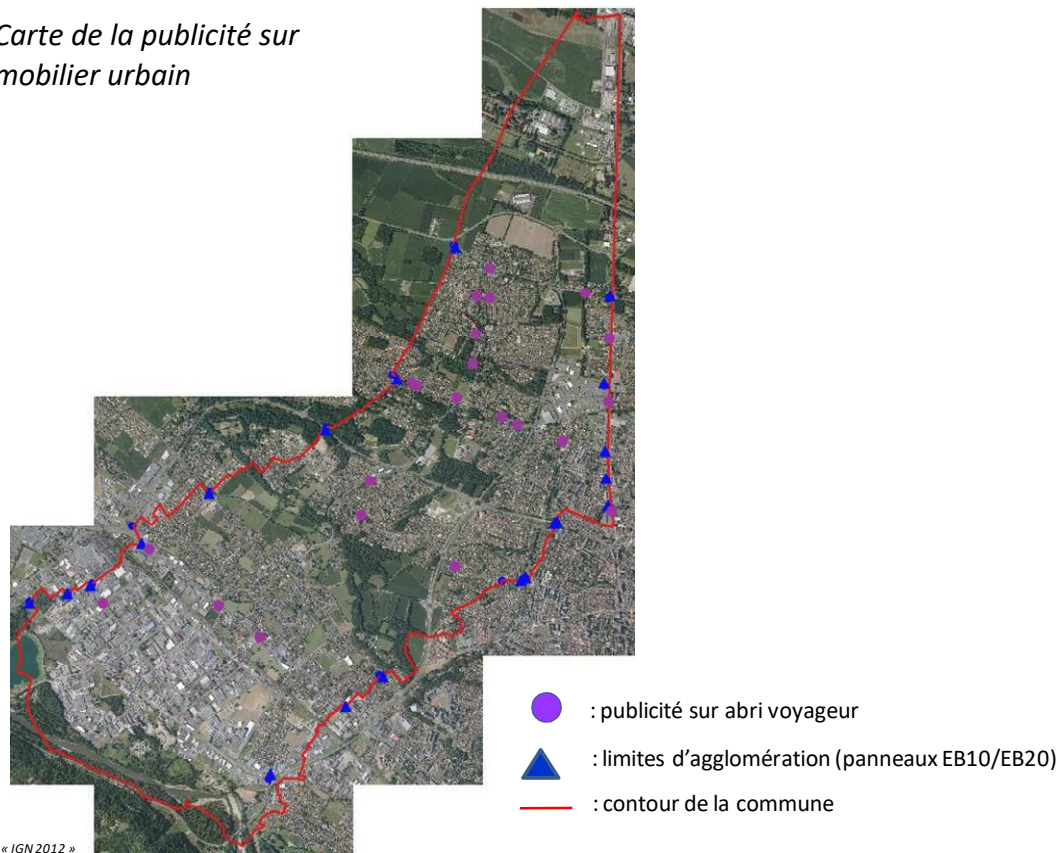 Carte de la publicité sur
mobilier urbain
: publicité sur abri voyageur
: limites d’agglomération (panneaux EB10/EB20)
: contour de la commune
« IGN 2012 »